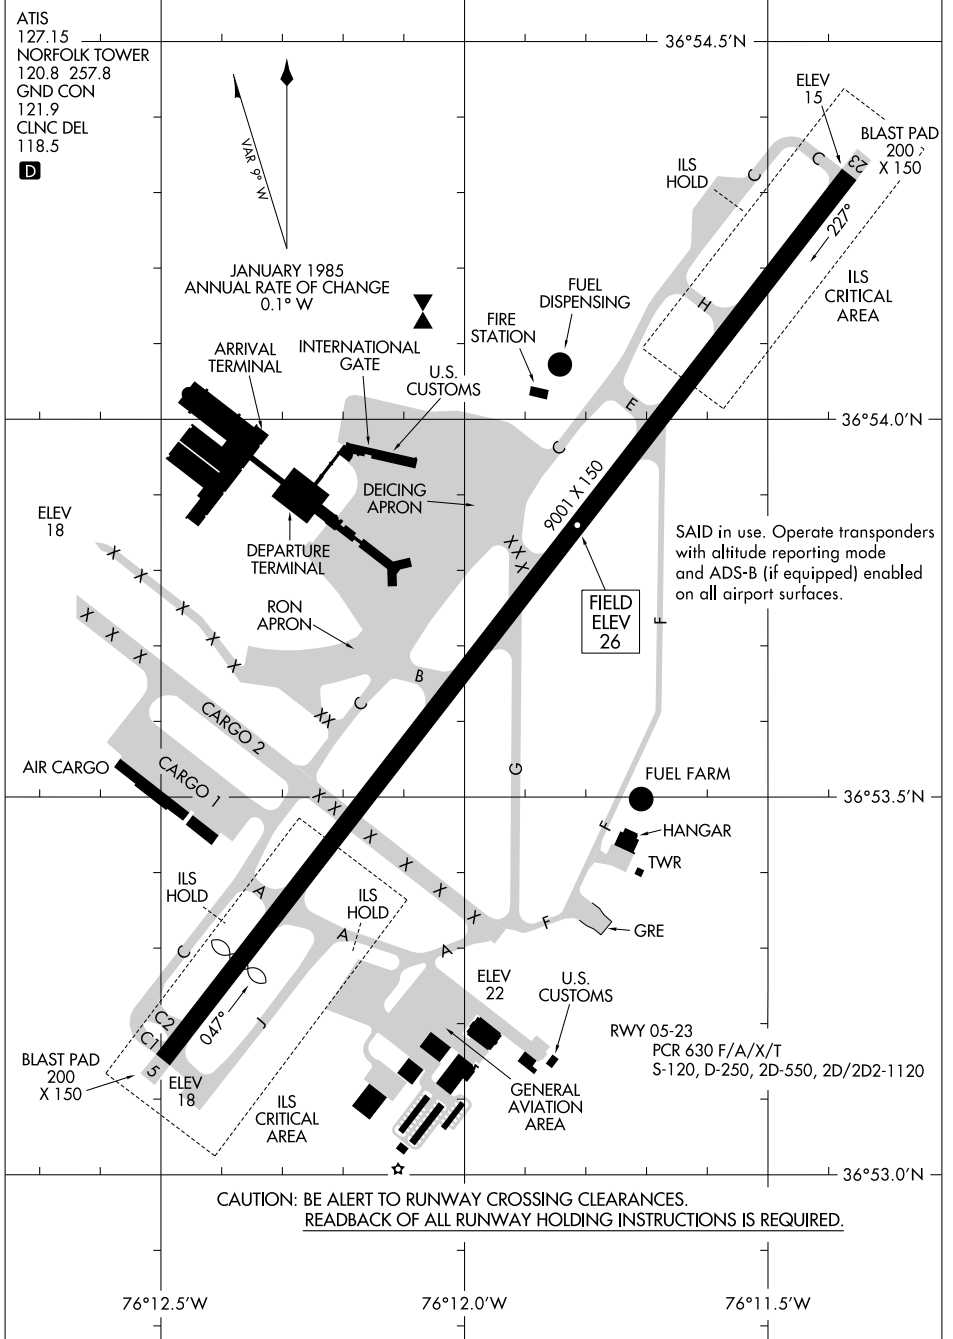 ATIS
127.15
NORFOLK TOWER
120.8 257.8
GND CON
121.9
CLNC DEL
118.5
D
VAR 9° W
JANUARY 1985
ANNUAL RATE OF CHANGE
0.1° W
36°54.5'N
ELEV
15
BLAST PAD
200
X 150
23
C
C
ILS
HOLD
227°
ILS
CRITICAL
AREA
H
FUEL
DISPENSING
FIRE
STATION
INTERNATIONAL
GATE
ARRIVAL
TERMINAL
U.S.
CUSTOMS
E
36°54.0'N
C
DEICING
APRON
9001 X 150
ELEV
18
DEPARTURE
TERMINAL
X X X
SAID in use. Operate transponders
with altitude reporting mode
and ADS-B (if equipped) enabled
on all airport surfaces.
FIELD
ELEV
26
F
RON
APRON
X X X X X
X X X
B
C
XX
CARGO 2
CARGO 1
AIR CARGO
G
FUEL FARM
36°53.5'N
X X X X X X
F
HANGAR
TWR
ILS
HOLD
A
ILS
HOLD
A
A
F
GRE
C
ELEV
22
U.S.
CUSTOMS
C2
C1
047°
J
5
BLAST PAD
200
X 150
ELEV
18
ILS
CRITICAL
AREA
GENERAL
AVIATION
AREA
RWY 05-23
PCR 630 F/A/X/T
S-120, D-250, 2D-550, 2D/2D2-1120
36°53.0'N
CAUTION: BE ALERT TO RUNWAY CROSSING CLEARANCES.
READBACK OF ALL RUNWAY HOLDING INSTRUCTIONS IS REQUIRED.
76°12.5'W
76°12.0'W
76°11.5'W